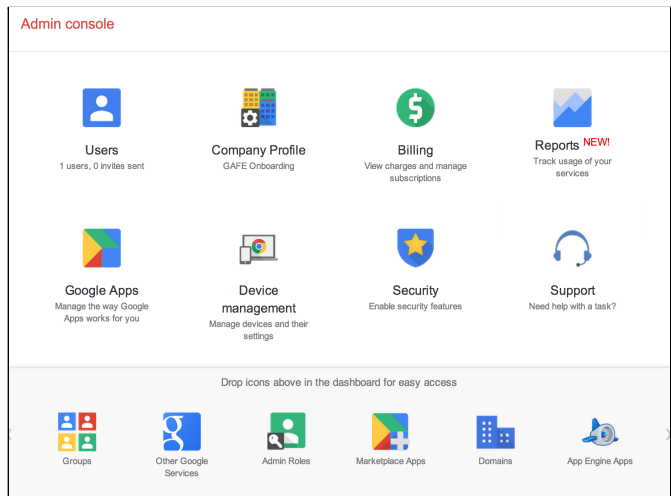 Admin console
Users
1 users, 0 invites sent
Company Profile
GAFE Onboarding
Billing
View charges and manage
subscriptions
Reports NEW!
Track usage of your
services
Google Apps
Manage the way Google
Apps works for you
Device
management
Manage devices and their
settings
Security
Enable security features
Support
Need help with a task?
Drop icons above in the dashboard for easy access
Groups
Other Google
Services
Admin Roles
Marketplace Apps
Domains
App Engine Apps